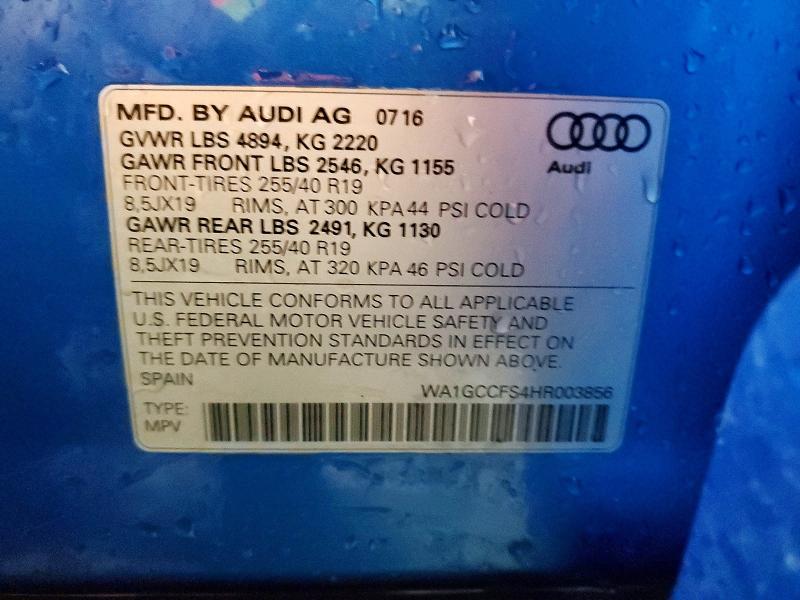 MFD. BY AUDI AG 0716
GVWR LBS 4894, KG 2220
GAWR FRONT LBS 2546, KG 1155
FRONT-TIRES 255/40 R19
8,5JX19 RIMS, AT 300 KPA 44 PSI COLD
GAWR REAR LBS 2491, KG 1130
REAR-TIRES 255/40 R19
8,5JX19 RIMS, AT 320 KPA 46 PSI COLD
Audi
THIS VEHICLE CONFORMS TO ALL APPLICABLE
U.S. FEDERAL MOTOR VEHICLE SAFETY AND
THEFT PREVENTION STANDARDS IN EFFECT ON
THE DATE OF MANUFACTURE SHOWN ABOVE.
SPAIN
WA1GCCFS4HR003856
TYPE:
MPV